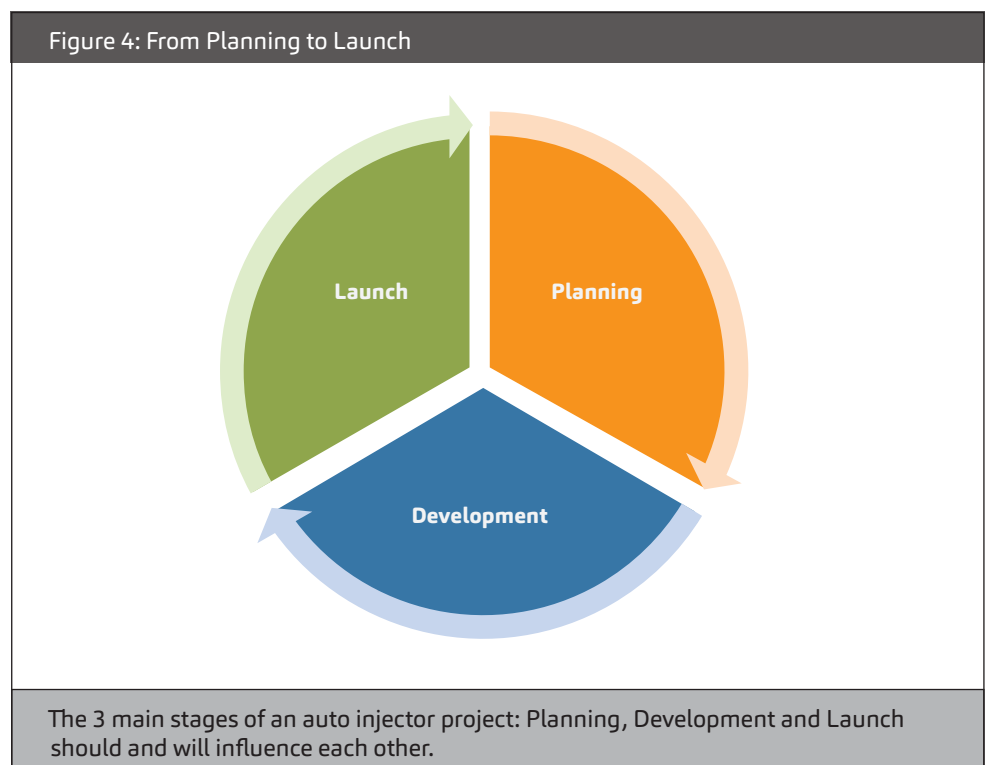 Figure 4: From Planning to Launch
Launch
Planning
Development
The 3 main stages of an auto injector project: Planning, Development and Launch
should and will influence each other.